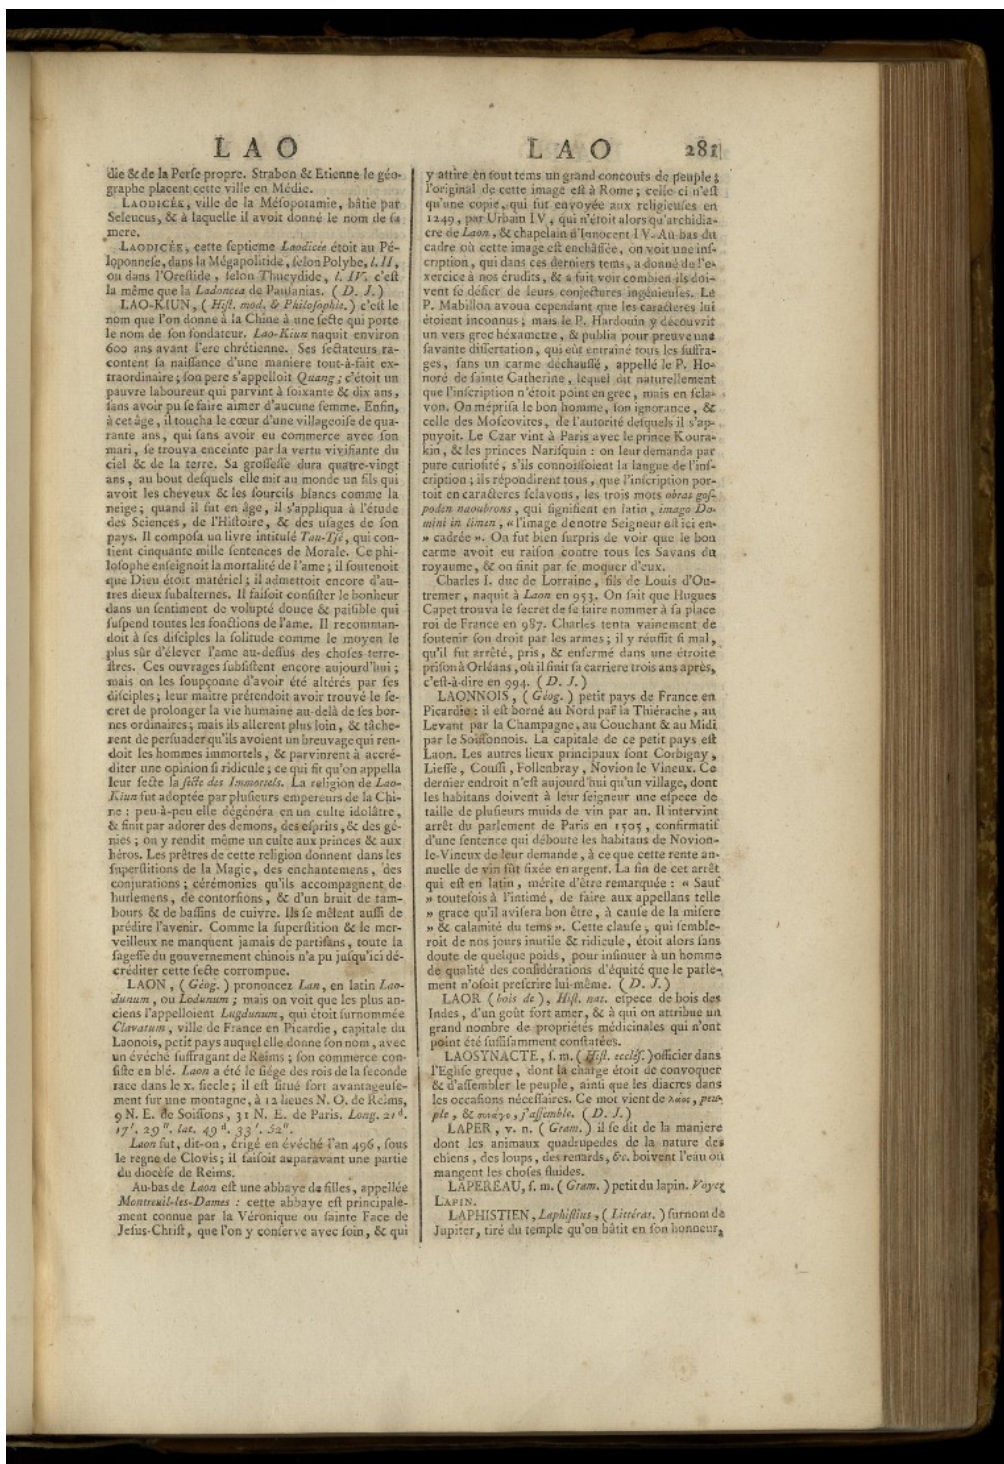 LAO
die & de la Perse propre. Strabon & Etienne le géo-
graphe placent cette ville en Médie.
LAODICÉE, ville de la Mésopotamie, bâtie par
Seleucus, & à laquelle il avoit donné le nom de sa
mere.
LAODICÉE, cette septieme Laodicée étoit au Pé-
loponnese, dans la Mégapolitide, selon Polybe, l. II,
ou dans l'Orestide, selon Thucydide, l. IV. c'est
la même que la Ladoncea de Pausanias. ( D. J. )
LAO-KIUN, ( Hist. mod. & Philosophie. ) c'est le
nom que l'on donne à la Chine à une secte qui porte
le nom de son fondateur. Lao-Kiun naquit environ
600 ans avant l'ere chrétienne. Ses sectateurs ra-
content sa naissance d'une maniere tout-à-fait ex-
traordinaire ; son pere s'appelloit Quang ; c'étoit un
pauvre laboureur qui parvint à soixante & dix ans,
sans avoir pu se faire aimer d'aucune femme. Enfin,
à cet âge, il toucha le cœur d'une villageoise de qua-
rante ans, qui sans avoir eu commerce avec son
mari, se trouva enceinte par la vertu vivifiante du
ciel & de la terre. Sa grossesse dura quatre-vingt
ans, au bout desquels elle mit au monde un fils qui
avoit les cheveux & les sourcils blancs comme la
neige ; quand il fut en âge, il s'appliqua à l'étude
des Sciences, de l'Histoire, & des usages de son
pays. Il composa un livre intitulé Tau-Tsé, qui con-
tient cinquante mille sentences de Morale. Ce phi-
losophe enseignoit la mortalité de l'ame ; il soutenoit
que Dieu étoit matériel ; il admettoit encore d'au-
tres dieux subalternes. Il faisoit consister le bonheur
dans un sentiment de volupté douce & paisible qui
suspend toutes les fonctions de l'ame. Il recomman-
doit à ses disciples la solitude comme le moyen le
plus sûr d'élever l'ame au-dessus des choses terre-
stres. Ces ouvrages subsistent encore aujourd'hui ;
mais on les soupçonne d'avoir été altérés par ses
disciples ; leur maitre prétendoit avoir trouvé le se-
cret de prolonger la vie humaine au-delà de ses bor-
nes ordinaires ; mais ils allerent plus loin, & tâche-
rent de persuader qu'ils avoient un breuvage qui ren-
doit les hommes immortels, & parvinrent à accré-
diter une opinion si ridicule ; ce qui fit qu'on appella
leur secte la secte des Immortels. La religion de Lao-
Kiun fut adoptée par plusieurs empereurs de la Chi-
ne : peu-à-peu elle dégénéra en un culte idolâtre,
& finit par adorer des demons, des esprits, & des gé-
nies ; on y rendit même un culte aux princes & aux
héros. Les prêtres de cette religion donnent dans les
superstitions de la Magie, des enchantemens, des
conjurations ; cérémonies qu'ils accompagnent de
hurlemens, de contorsions, & d'un bruit de tam-
bours & de bassins de cuivre. Ils se mêlent aussi de
prédire l'avenir. Comme la superstition & le mer-
veilleux ne manquent jamais de partisans, toute la
sagesse du gouvernement chinois n'a pu jusqu'ici dé-
créditer cette secte corrompue.
LAON, ( Géog. ) prononcez Lan, en latin Lao-
dunum, ou Lodunum ; mais on voit que les plus an-
ciens l'appelloient Lugdunum, qui étoit surnommée
Clavatum, ville de France en Picardie, capitale du
Laonois, petit pays auquel elle donne son nom, avec
un évêché suffragant de Reims ; son commerce con-
siste en blé. Laon a été le siége des rois de la seconde
race dans le x. siecle ; il est situé fort avantageuse-
ment sur une montagne, à 12 lieues N. O. de Reims,
9 N. E. de Soissons, 31 N. E. de Paris. Long. 21d.
17'. 29". lat. 49d. 33'. 52".
Laon fut, dit-on, érigé en évêché l'an 496, sous
le regne de Clovis ; il faisoit auparavant une partie
du diocèse de Reims.
Au-bas de Laon est une abbaye de filles, appellée
Montreuil-les-Dames : cette abbaye est principale-
ment connue par la Véronique ou sainte Face de
Jesus-Christ, que l'on y conserve avec soin, & qui
LAO 281
y attire en tout tems un grand concours de peuple ;
l'original de cette image est à Rome ; celle-ci n'est
qu'une copie, qui fut envoyée aux religieuses en
1249, par Urbain IV, qui n'étoit alors qu'archidia-
cre de Laon, & chapelain d'Innocent IV. Au-bas du
cadre où cette image est enchâssée, on voit une ins-
cription, qui dans ces derniers tems, a donné de l'e-
xercice à nos érudits, & a fait voir combien ils doi-
vent se défier de leurs conjectures ingénieuses. Le
P. Mabillon avoua cependant que les caracteres lui
étoient inconnus ; mais le P. Hardouin y découvrit
un vers grec héxametre, & publia pour preuve une
savante dissertation, qui eût entraîné tous les suffra-
ges, sans un carme déchaussé, appellé le P. Ho-
noré de sainte Catherine, lequel dit naturellement
que l'inscription n'étoit point en grec, mais en scla-
von. On méprisa le bon homme, son ignorance, &
celle des Moscovites, de l'autorité desquels il s'ap-
puyoit. Le Czar vint à Paris avec le prince Koura-
kin, & les princes Narisquin : on leur demanda par
pure curiosité, s'ils connoissoient la langue de l'ins-
cription ; ils répondirent tous, que l'inscription por-
toit en caracteres sclavons, les trois mots obras gos-
poden naoubrons, qui signifient en latin, imago Do-
mini in limen, « l'image de notre Seigneur est ici en-
» cadrée ». On fut bien surpris de voir que le bon
carme avoit eu raison contre tous les Savans du
royaume, & on finit par se moquer d'eux.
Charles I. duc de Lorraine, fils de Louis d'Ou-
tremer, naquit à Laon en 953. On sait que Hugues
Capet trouva le secret de se faire nommer à sa place
roi de France en 987. Charles tenta vainement de
soutenir son droit par les armes ; il y réussit si mal,
qu'il fut arrêté, pris, & enfermé dans une étroite
prison à Orléans, où il finit sa carriere trois ans après,
c'est-à-dire en 994. ( D. J. )
LAONNOIS, ( Géog. ) petit pays de France en
Picardie : il est borné au Nord par la Thiérache, au
Levant par la Champagne, au Couchant & au Midi
par le Soissonnois. La capitale de ce petit pays est
Laon. Les autres lieux principaux sont Corbigny,
Liesse, Coussi, Follenbray, Novion le Vineux. Ce
dernier endroit n'est aujourd'hui qu'un village, dont
les habitans doivent à leur seigneur une espece de
taille de plusieurs muids de vin par an. Il intervint
arrêt du parlement de Paris en 1505, confirmatif
d'une sentence qui déboute les habitans de Novion-
le-Vineux de leur demande, à ce que cette rente an-
nuelle de vin fût fixée en argent. La fin de cet arrêt
qui est en latin, mérite d'être remarquée : « Sauf
» toutefois à l'intimé, de faire aux appellans telle
» grace qu'il avisera bon être, à cause de la misere
» & calamité du tems ». Cette clause, qui semble-
roit de nos jours inutile & ridicule, étoit alors sans
doute de quelque poids, pour insinuer à un homme
de qualité des considérations d'équité que le parle-
ment n'osoit prescrire lui-même. ( D. J. )
LAOR ( bois de ), Hist. nat. espece de bois des
Indes, d'un goût fort amer, & à qui on attribue un
grand nombre de propriétés médicinales qui n'ont
point été suffisamment constatées.
LAOSYNACTE, s. m. ( Hist. ecclés. ) officier dans
l'Eglise greque, dont la charge étoit de convoquer
& d'assembler le peuple, ainsi que les diacres dans
les occasions nécessaires. Ce mot vient de λαος, peu-
ple, & συναγω, j'assemble. ( D. J. )
LAPER, v. n. ( Gram. ) il se dit de la maniere
dont les animaux quadrupedes de la nature des
chiens, des loups, des renards, &c. boivent l'eau ou
mangent les choses fluides.
LAPEREAU, s. m. ( Gram. ) petit du lapin. Voyez
LAPIN.
LAPHISTIEN, Laphistius, ( Littéras. ) surnom de
Jupiter, tiré du temple qu'on bâtit en son honneur,